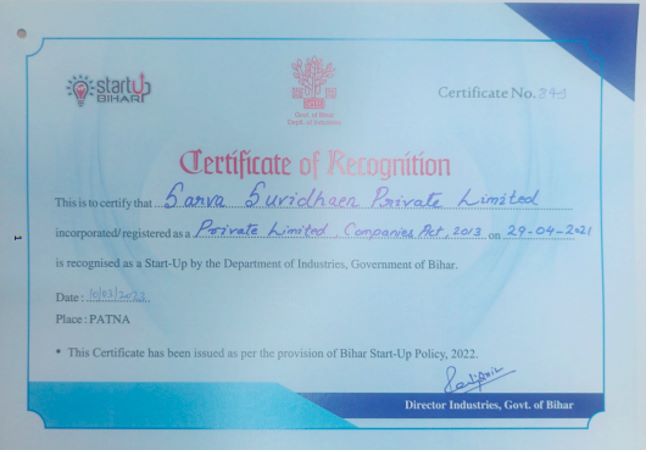 startup
BIHAR
Govt. of Bihar
Dept. of Industries
Certificate No.
Certificate of Recognition
This is to certify that Sarva Suvidhaen Private Limited
incorporated/registered as a Private Limited, Companies Act, 2013 on 29-04-2021
is recognised as a Start-Up by the Department of Industries, Government of Bihar.
Date : 10/03/2023
Place : PATNA
* This Certificate has been issued as per the provision of Bihar Start-Up Policy, 2022.
Director Industries, Govt. of Bihar
1